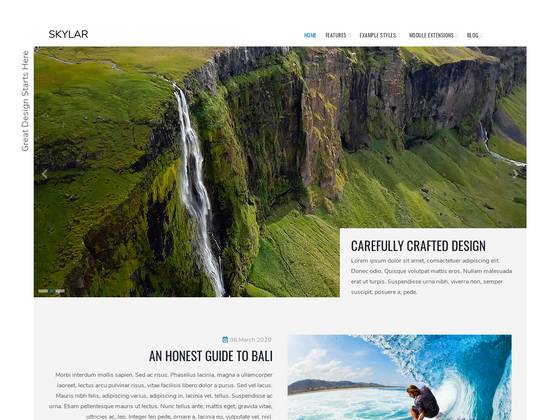 SKYLAR
HOME FEATURES EXAMPLE STYLES MODULE EXTENSIONS BLOG
Great Design Starts Here
CAREFULLY CRAFTED DESIGN
Lorem ipsum dolor sit amet, consectetuer adipiscing elit.
Donec odio. Quisque volutpat mattis eros. Nullam malesuada
erat ut turpis. Suspendisse urna nibh, viverra non, semper
suscipit, posuere a, pede.
06 March 2020
AN HONEST GUIDE TO BALI
Morbi interdum mollis sapien. Sed ac risus. Phasellus lacinia, magna a ullamcorper
laoreet, lectus arcu pulvinar risus, vitae facilisis libero dolor a purus. Sed vel lacus.
Mauris nibh felis, adipiscing varius, adipiscing in, lacinia vel, tellus. Suspendisse ac
urna. Etiam pellentesque mauris ut lectus. Nunc tellus ante, mattis eget, gravida vitae,
ultricies ac, leo. Integer leo pede, ornare a, lacinia eu, vulputate vel, nisl.